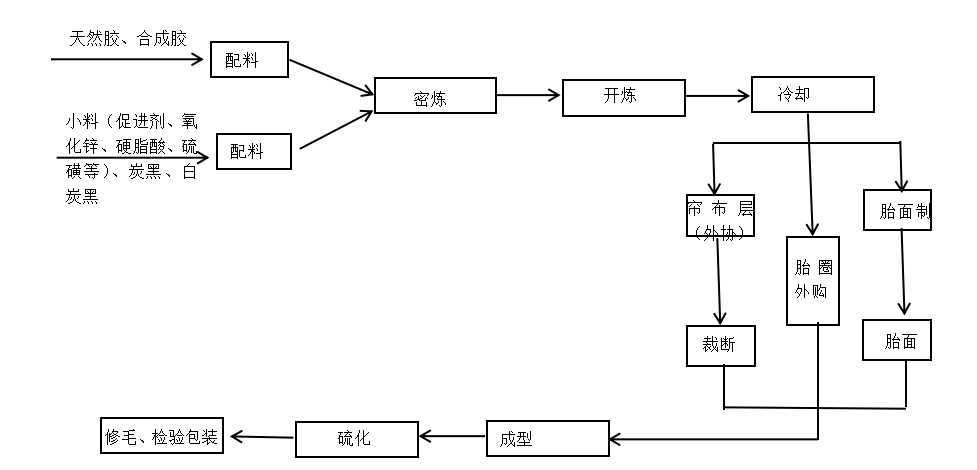 天然胶、合成胶
配料
密炼
开炼
冷却
小料（促进剂、氧
化锌、硬脂酸、硫
磺等）、炭黑、白
炭黑
配料
帘布层
（外协）
胎圈
外购
胎面制
裁断
胎面
修毛、检验包装
硫化
成型